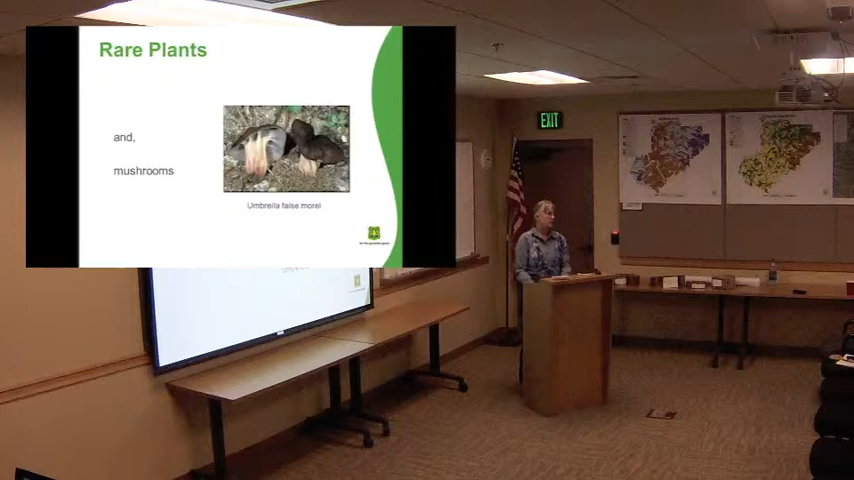 Rare Plants
and,
mushrooms
Umbrella false morel
EXIT